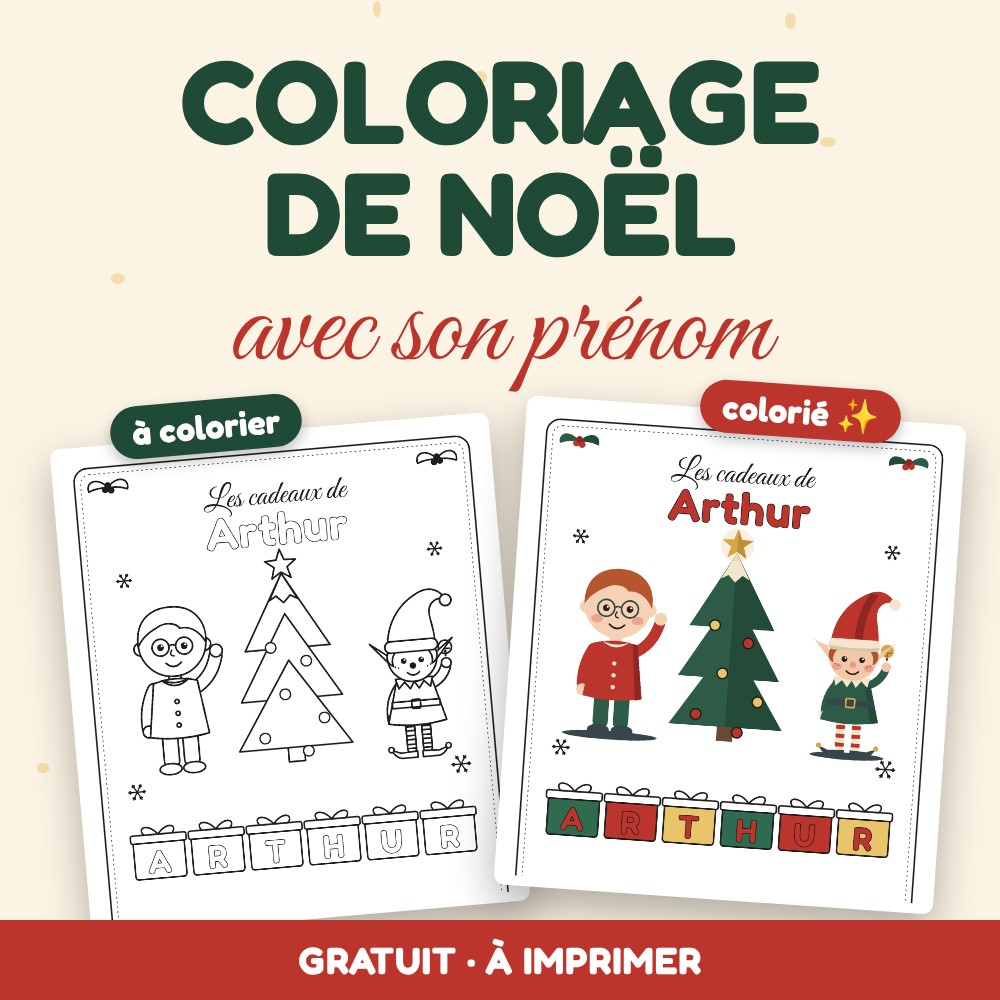 COLORIAGE
DE NOËL
avec son prénom
à colorier
Les cadeaux de
Arthur
A R T H U R
colorié ✨
Les cadeaux de
Arthur
A R T H U R
GRATUIT · À IMPRIMER